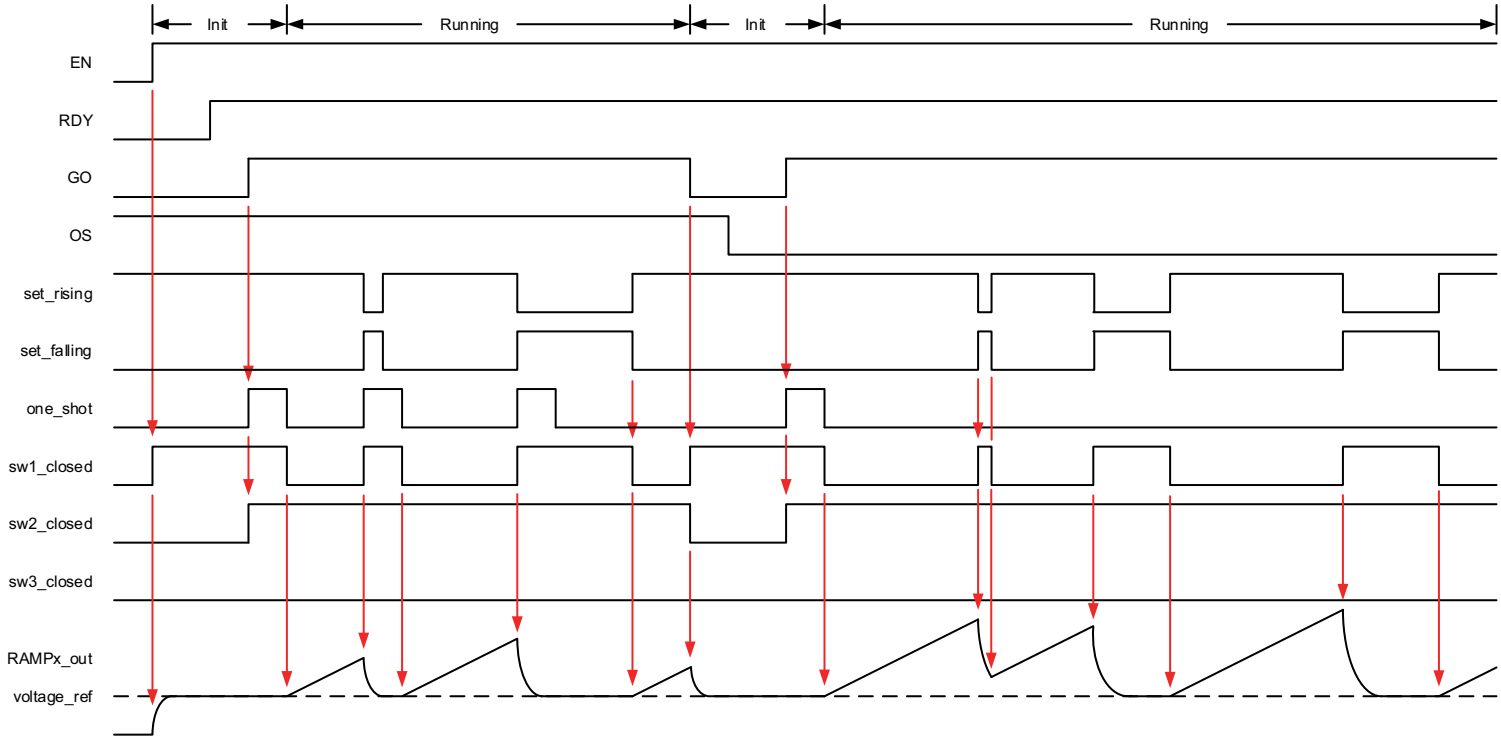 Init Running Init Running
EN
RDY
GO
OS
set_rising
set_falling
one_shot
sw1_closed
sw2_closed
sw3_closed
RAMPx_out
voltage_ref